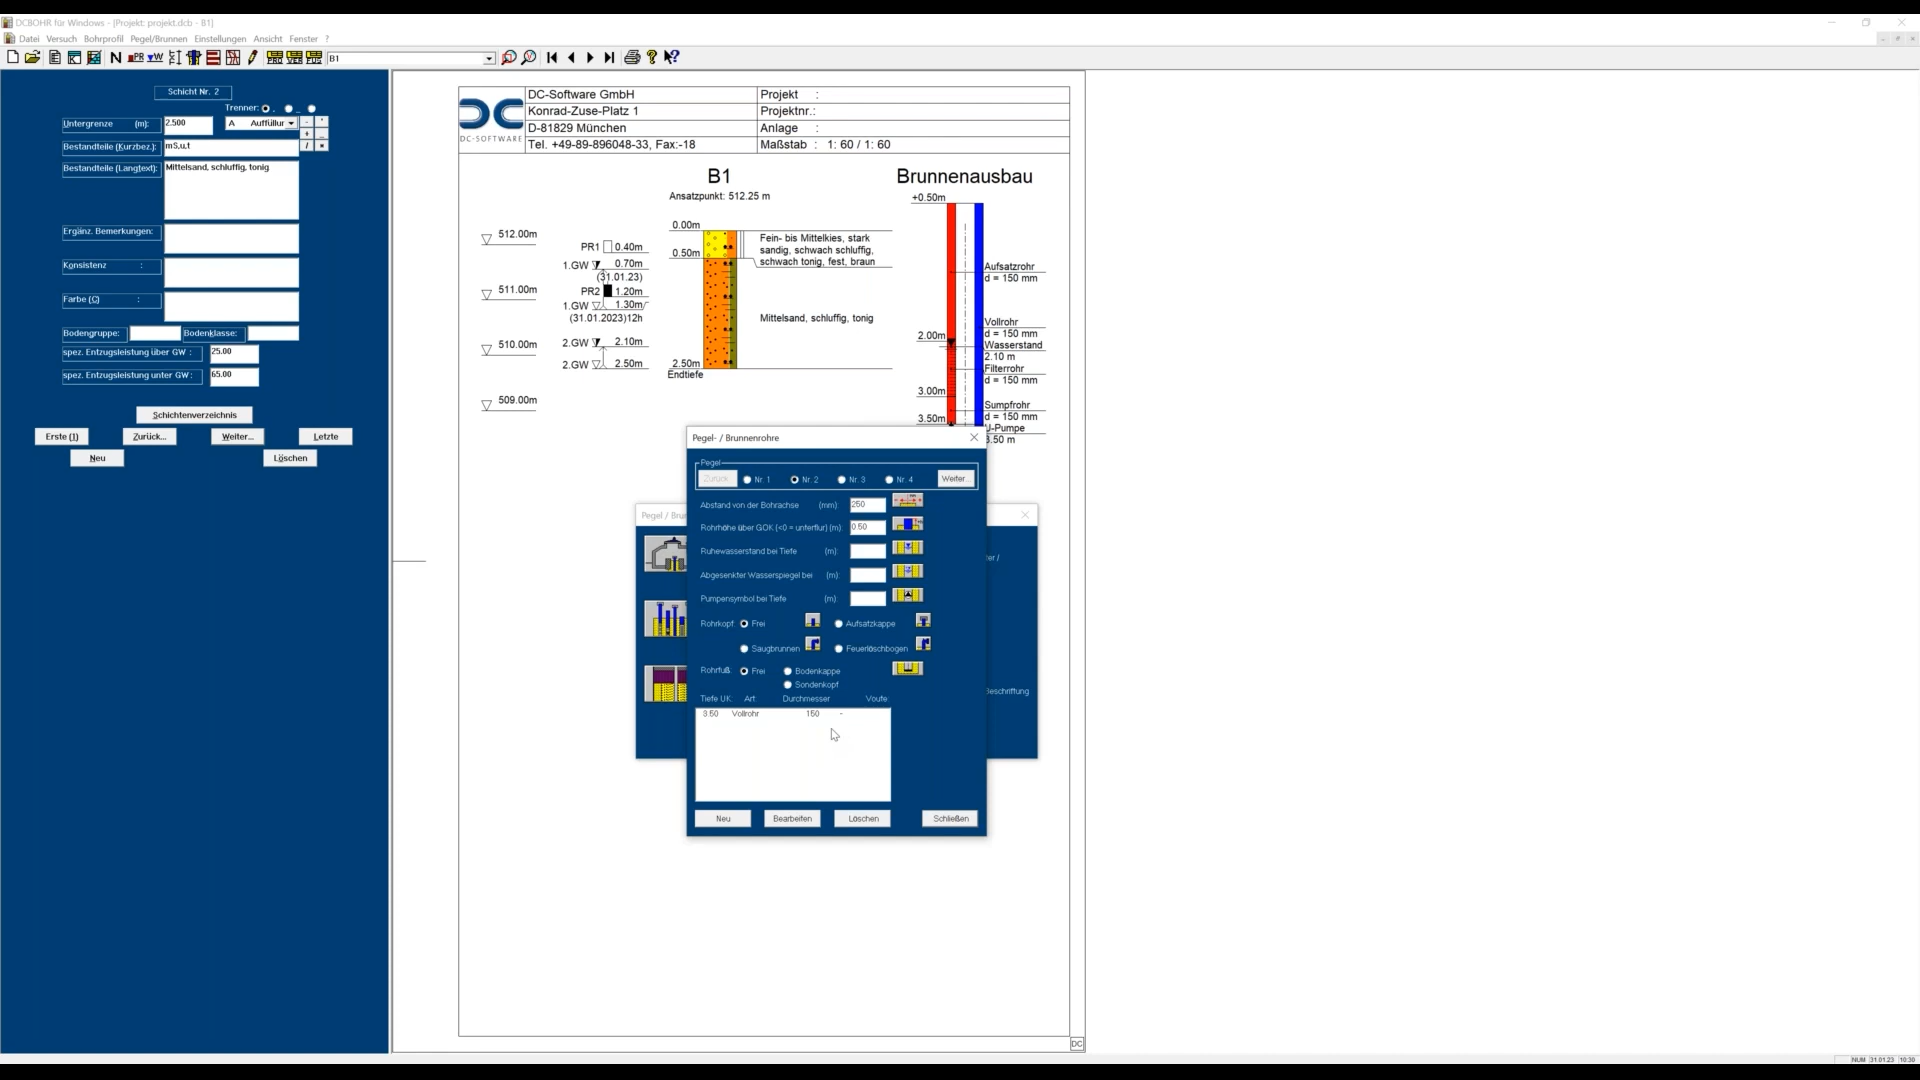 DCBOHR für Windows - [Projekt: projekt.dcb - B1]
Datei Versuch Bohrprofil Pegel/Brunnen Einstellungen Ansicht Fenster ?
N PR W B1
Schicht Nr. 2
Trenner: . _
Untergrenze (m): 2.500 A Auffüllur
Bestandteile (Kurzbez.): mS,u,t
Bestandteile (Langtext): Mittelsand, schluffig, tonig
Ergänz. Bemerkungen:
Konsistenz :
Farbe (C) :
Bodengruppe: Bodenklasse:
spez. Entzugsleistung über GW : 25.00
spez. Entzugsleistung unter GW : 65.00
Schichtenverzeichnis
Erste (1) Zurück... Weiter... Letzte
Neu Löschen
DC-SOFTWARE
DC-Software GmbH Projekt :
Konrad-Zuse-Platz 1 Projektnr.:
D-81829 München Anlage :
Tel. +49-89-896048-33, Fax:-18 Maßstab : 1: 60 / 1: 60
B1
Ansatzpunkt: 512.25 m
Brunnenausbau
+0.50m
512.00m
511.00m
510.00m
509.00m
PR1 0.40m
1.GW 0.70m
(31.01.23)
PR2 1.20m
1.GW 1.30m
(31.01.2023)12h
2.GW 2.10m
2.GW 2.50m
0.00m
0.50m
2.50m
Endtiefe
Fein- bis Mittelkies, stark
sandig, schwach schluffig,
schwach tonig, fest, braun
Mittelsand, schluffig, tonig
2.00m
3.00m
3.50m
Aufsatzrohr
d = 150 mm
Vollrohr
d = 150 mm
Wasserstand
2.10 m
Filterrohr
d = 150 mm
Sumpfrohr
d = 150 mm
U-Pumpe
3.50 m
Pegel / Brun
er /
Beschriftung
Pegel- / Brunnenrohre
Pegel
Zurück Nr. 1 Nr. 2 Nr. 3 Nr. 4 Weiter...
Abstand von der Bohrachse (mm): 250
Rohrhöhe über GOK (<0 = unterflur) (m): 0.50
Ruhewasserstand bei Tiefe (m):
Abgesenkter Wasserspiegel bei (m):
Pumpensymbol bei Tiefe (m):
Rohrkopf: Frei Aufsatzkappe
Saugbrunnen Feuerlöschbogen
Rohrfuß: Frei Bodenkappe
Sondenkopf
Tiefe UK: Art: Durchmesser Voute:
3.50 Vollrohr 150 -
Neu Bearbeiten Löschen Schließen
DC
NUM 31.01.23 10:30